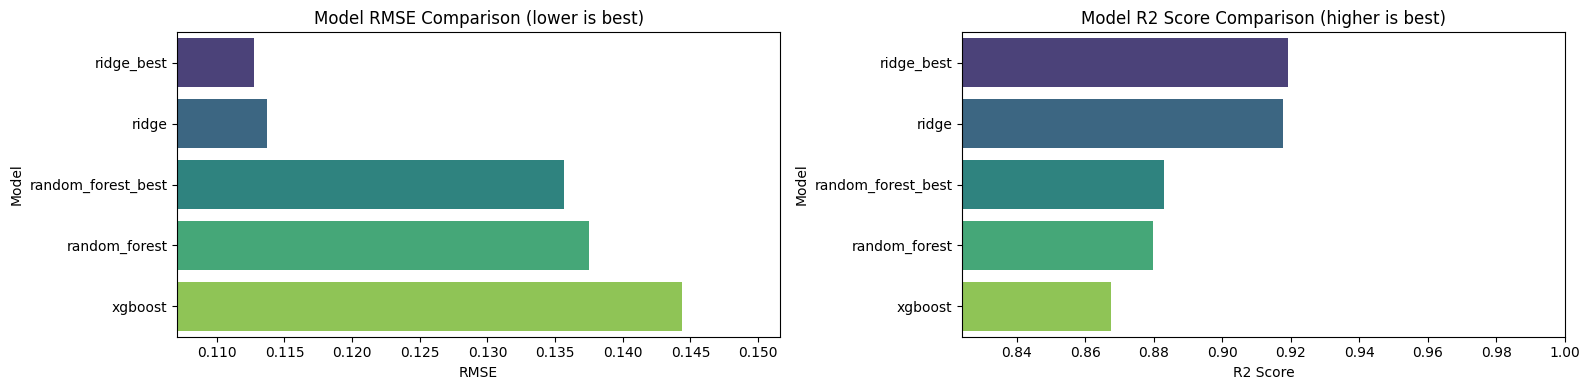 Model RMSE Comparison (lower is best)
Model
ridge_best
ridge
random_forest_best
random_forest
xgboost
0.110 0.115 0.120 0.125 0.130 0.135 0.140 0.145 0.150
RMSE
Model R2 Score Comparison (higher is best)
Model
ridge_best
ridge
random_forest_best
random_forest
xgboost
0.84 0.86 0.88 0.90 0.92 0.94 0.96 0.98 1.00
R2 Score